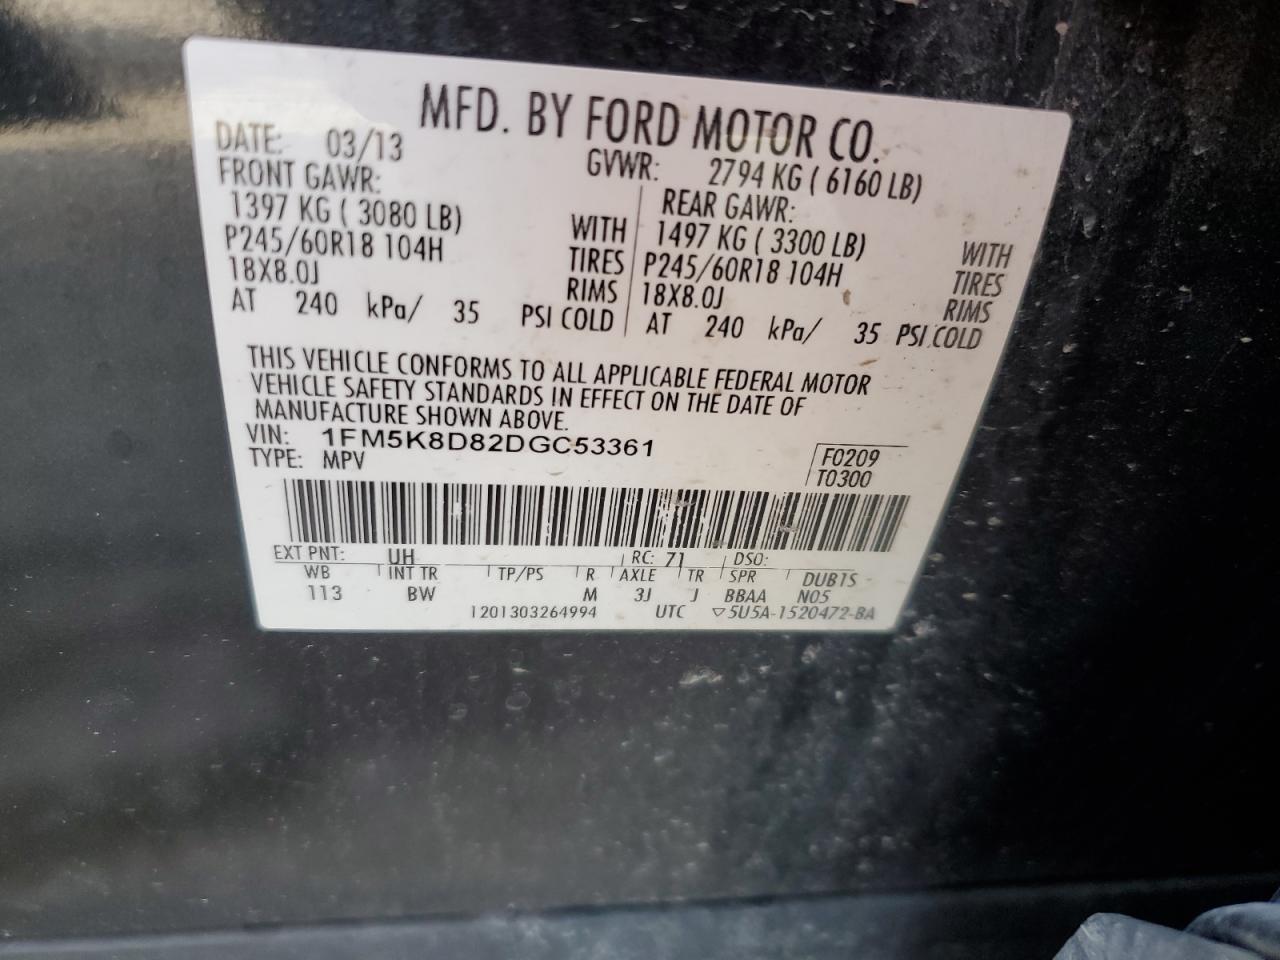 MFD. BY FORD MOTOR CO.
DATE: 03/13 GVWR: 2794 KG ( 6160 LB)
FRONT GAWR: REAR GAWR:
1397 KG ( 3080 LB) WITH 1497 KG ( 3300 LB) WITH
P245/60R18 104H TIRES P245/60R18 104H TIRES
18X8.0J RIMS 18X8.0J RIMS
AT 240 kPa/ 35 PSI COLD AT 240 kPa/ 35 PSI COLD
THIS VEHICLE CONFORMS TO ALL APPLICABLE FEDERAL MOTOR
VEHICLE SAFETY STANDARDS IN EFFECT ON THE DATE OF
MANUFACTURE SHOWN ABOVE.
VIN: 1FM5K8D82DGC53361 F0209
TYPE: MPV T0300
EXT PNT: UH RC: 71 DSO:
WB INT TR TP/PS R AXLE TR SPR DUB1S
113 BW M 3J J BBAA N05
1201303264994 UTC ▽5U5A-1520472-BA